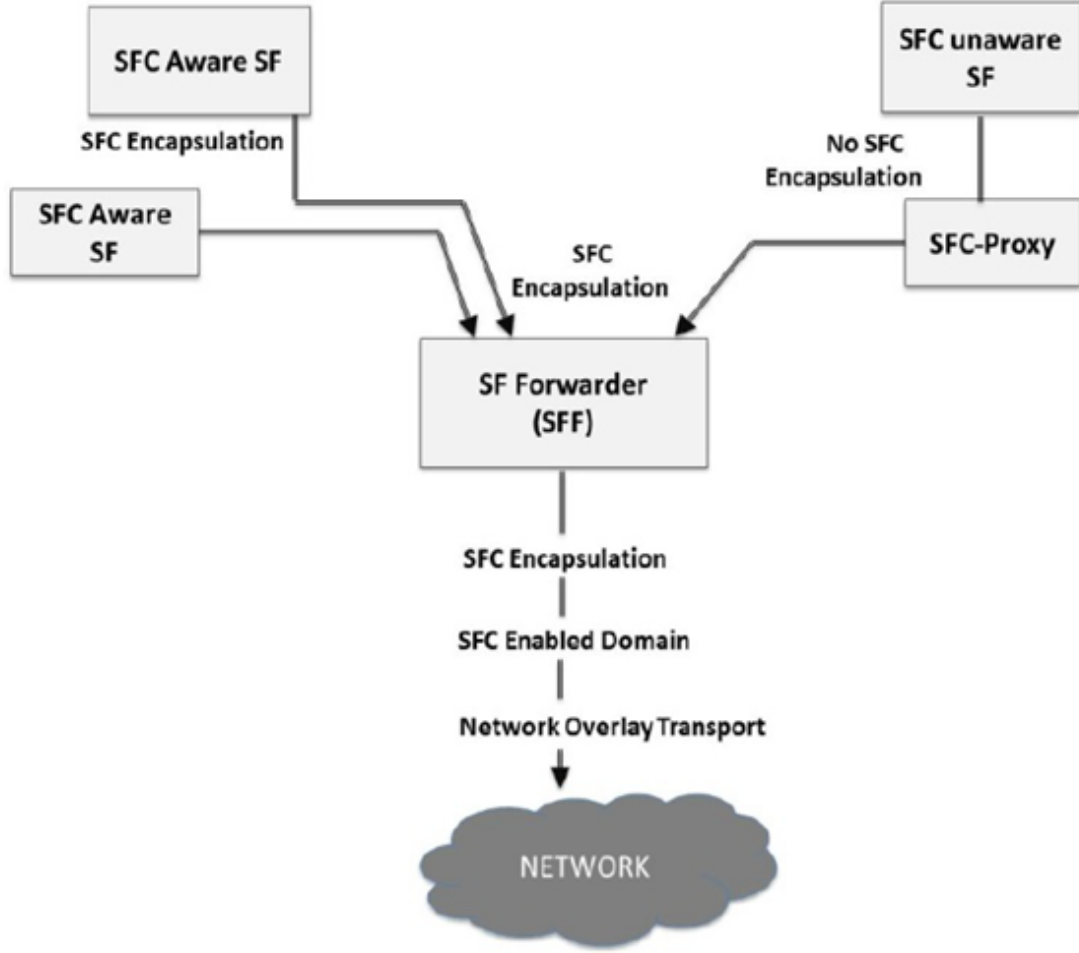 SFC Aware SF
SFC unaware
SF
SFC Encapsulation
No SFC
Encapsulation
SFC Aware
SF
SFC-Proxy
SFC
Encapsulation
SF Forwarder
(SFF)
SFC Encapsulation
SFC Enabled Domain
Network Overlay Transport
NETWORK